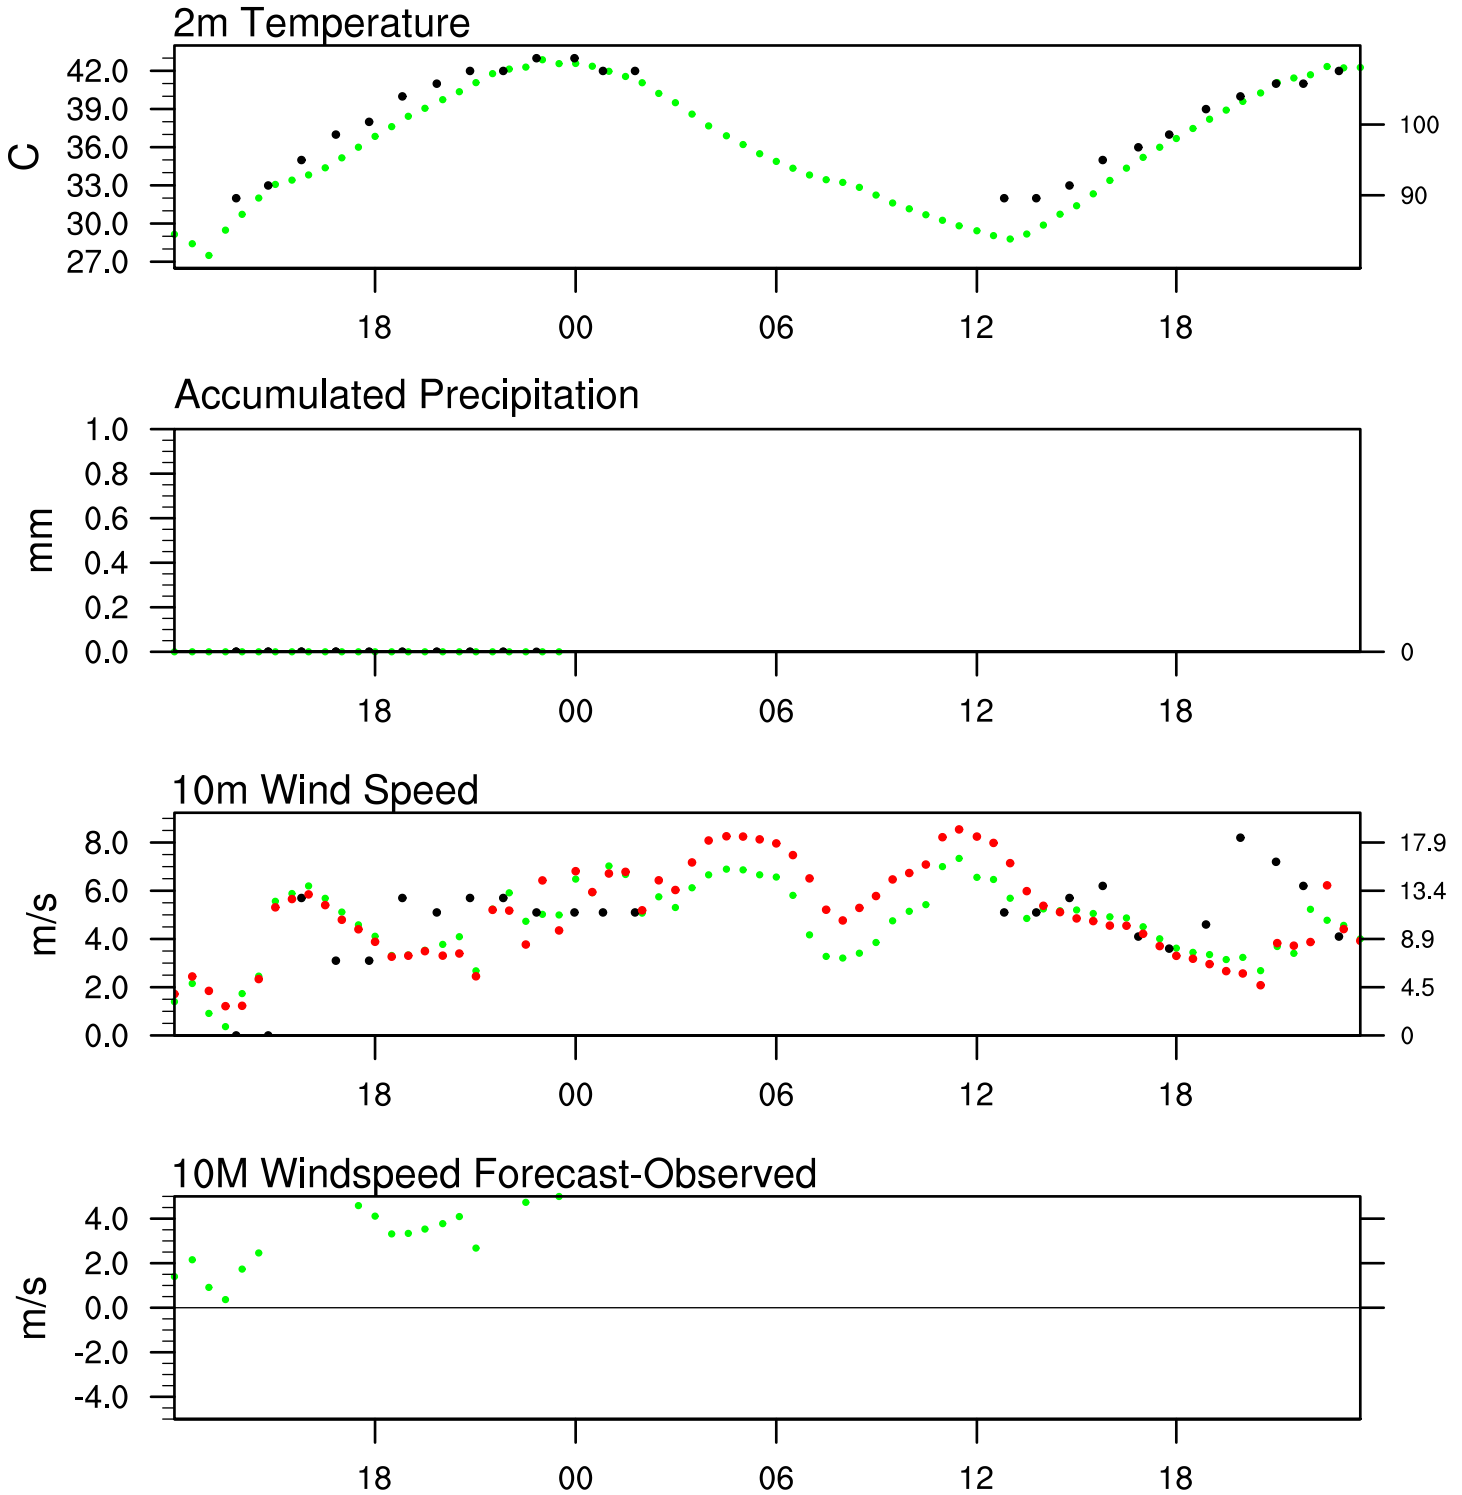 2m Temperature
42.0
39.0
36.0
33.0
30.0
27.0
C
100
90
18 00 06 12 18
Accumulated Precipitation
1.0
0.8
0.6
0.4
0.2
0.0
mm
0
18 00 06 12 18
10m Wind Speed
8.0
6.0
4.0
2.0
0.0
m/s
17.9
13.4
8.9
4.5
0
18 00 06 12 18
10M Windspeed Forecast-Observed
4.0
2.0
0.0
-2.0
-4.0
m/s
18 00 06 12 18